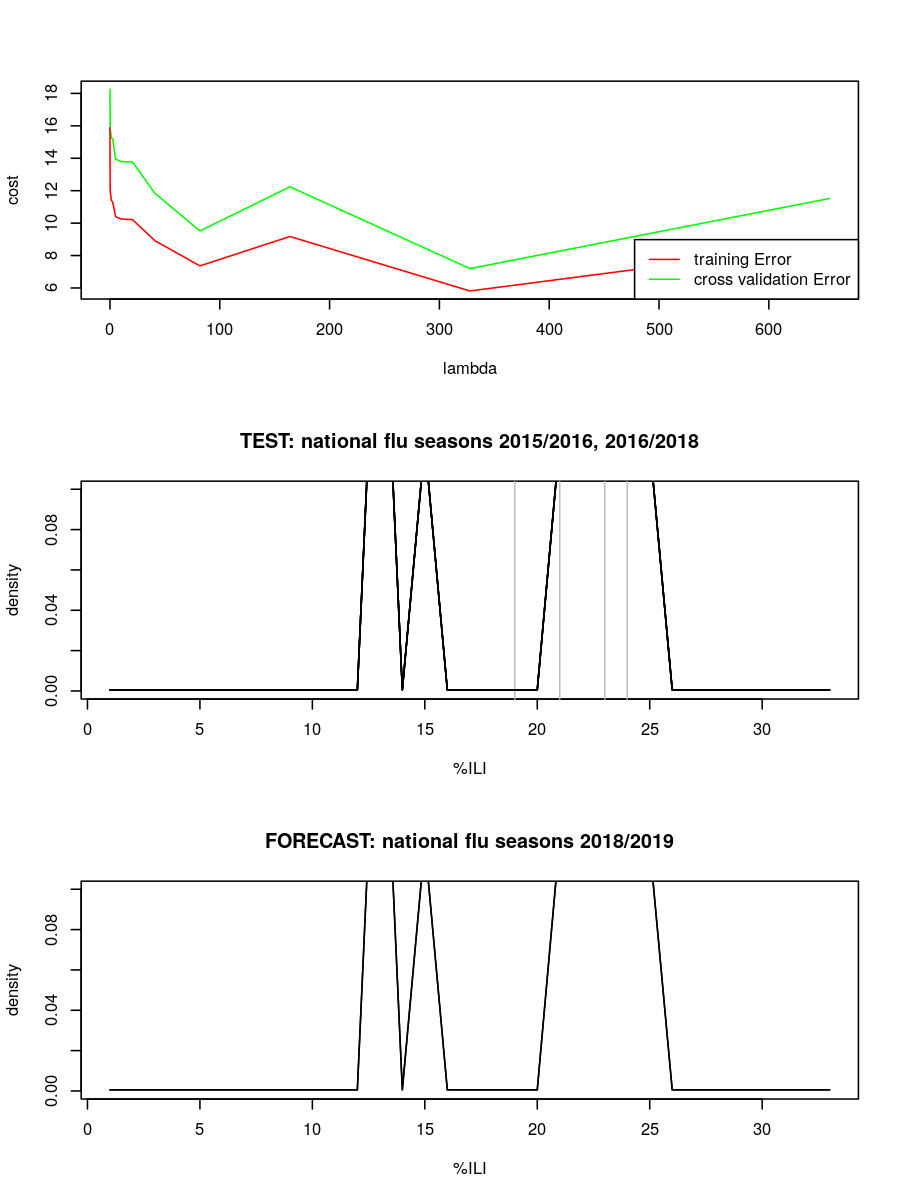 18
16
14
12
10
8
6
cost
training Error
cross validation Error
0 100 200 300 400 500 600
lambda
TEST: national flu seasons 2015/2016, 2016/2018
0.08
0.04
0.00
density
0 5 10 15 20 25 30
%ILI
FORECAST: national flu seasons 2018/2019
0.08
0.04
0.00
density
0 5 10 15 20 25 30
%ILI